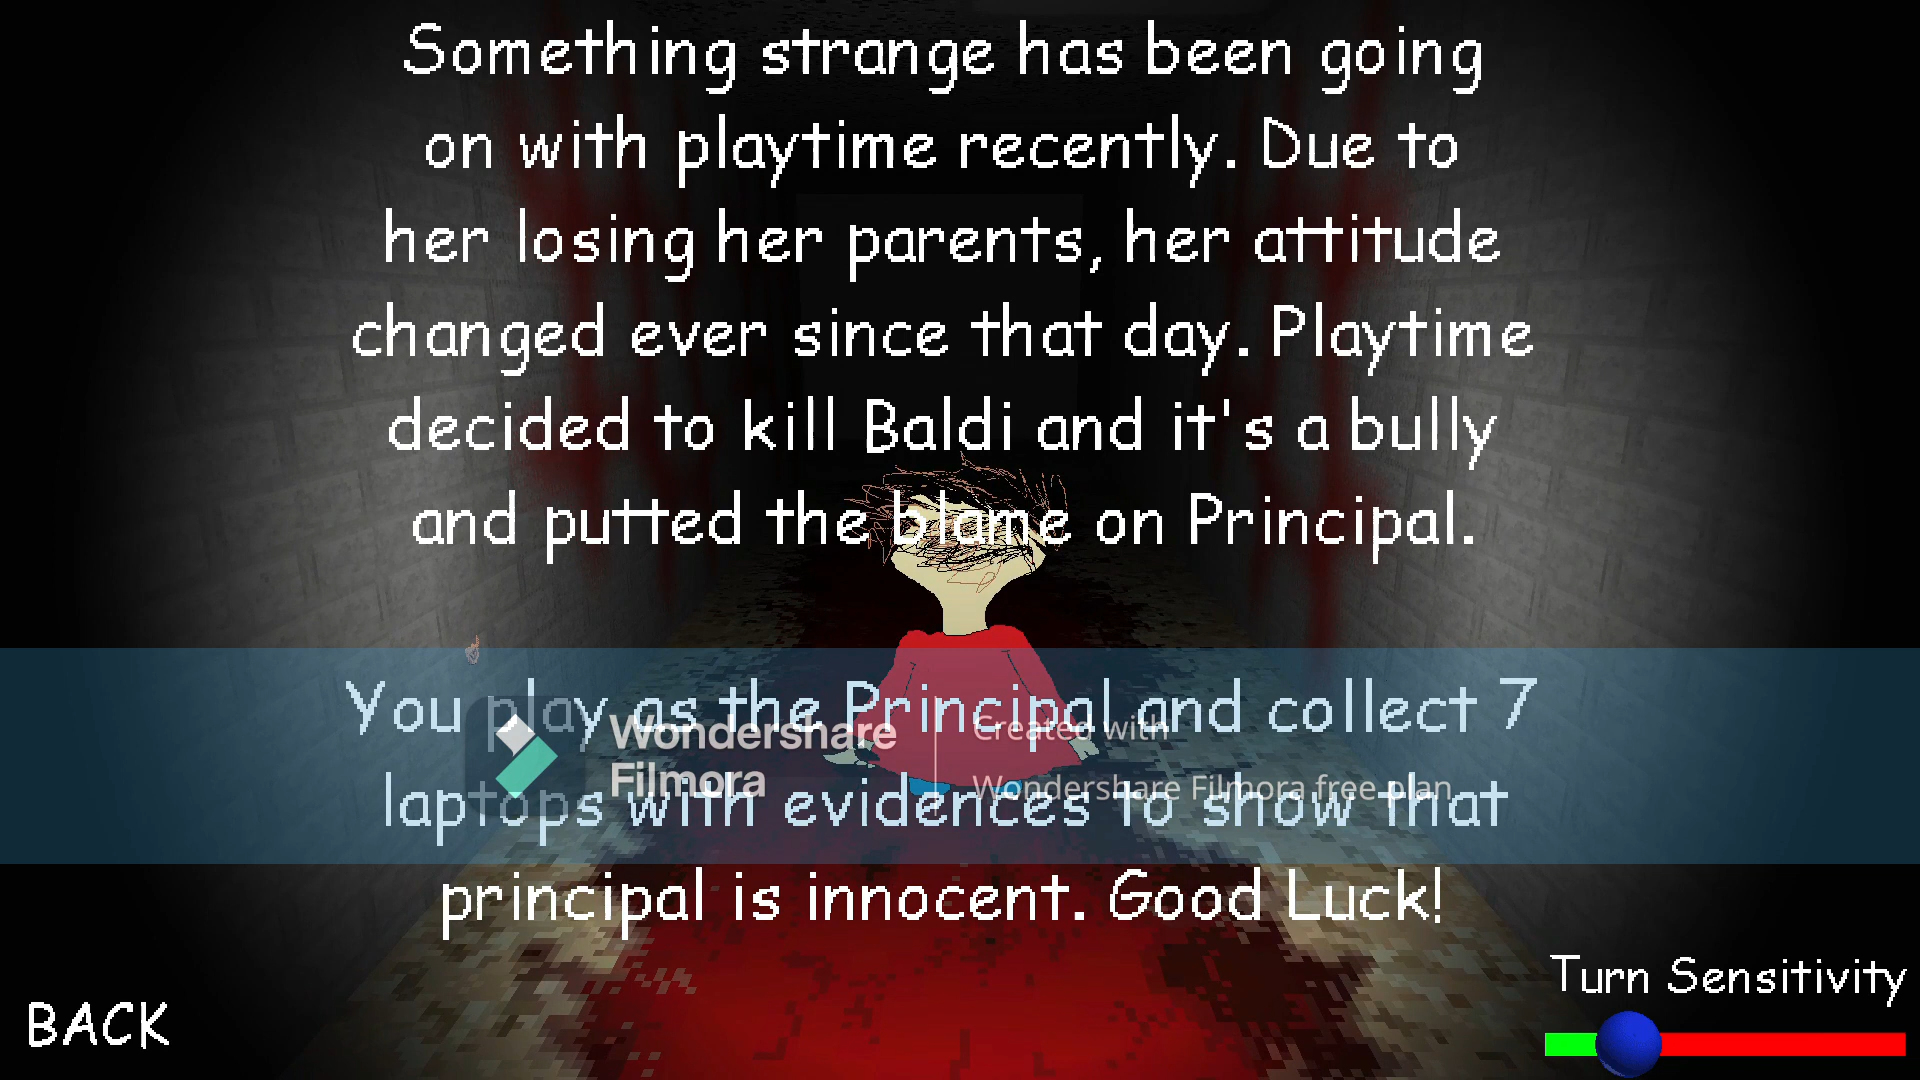 Something strange has been going
on with playtime recently. Due to
her losing her parents, her attitude
changed ever since that day. Playtime
decided to kill Baldi and it's a bully
and putted the blame on Principal.
You play as the Principal and collect 7
laptops with evidences to show that
principal is innocent. Good Luck!
Wondershare
Filmora
Created with
Wondershare Filmora free plan
Turn Sensitivity
BACK